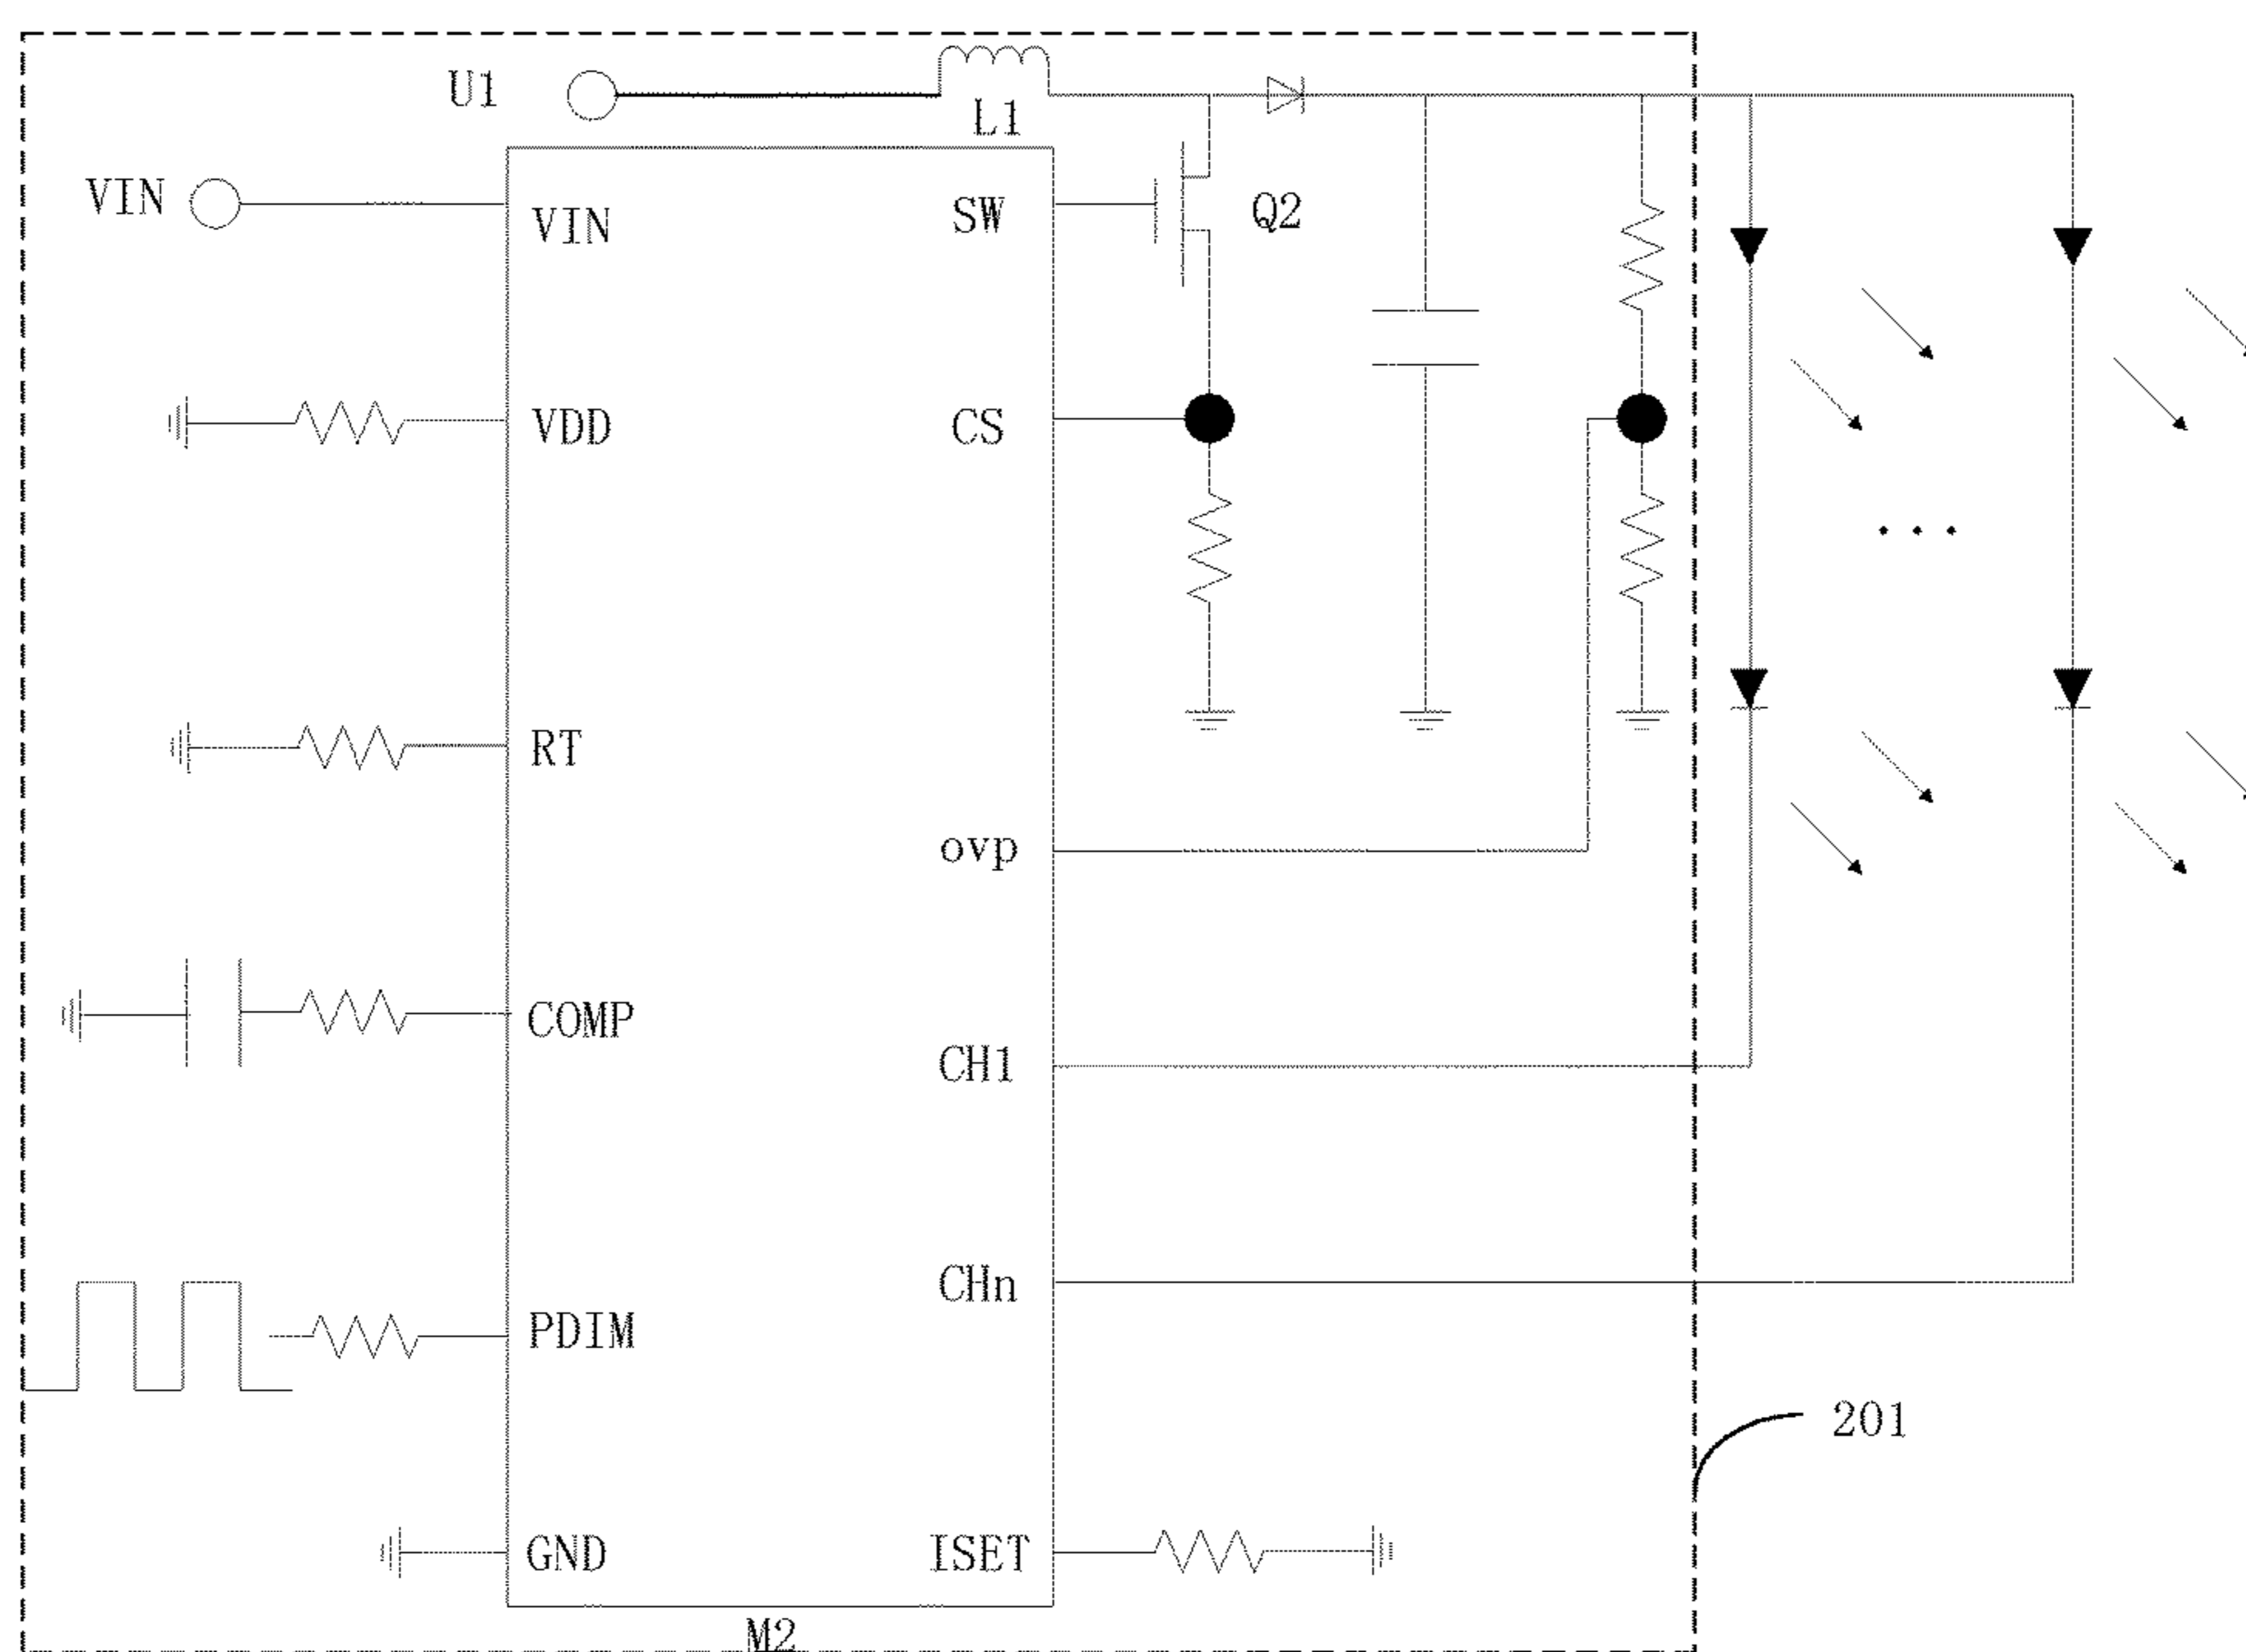 U1
L1
VIN
VIN
SW
Q2
VDD
CS
RT
ovp
COMP
CH1
CHn
PDIM
201
GND
ISET
M2